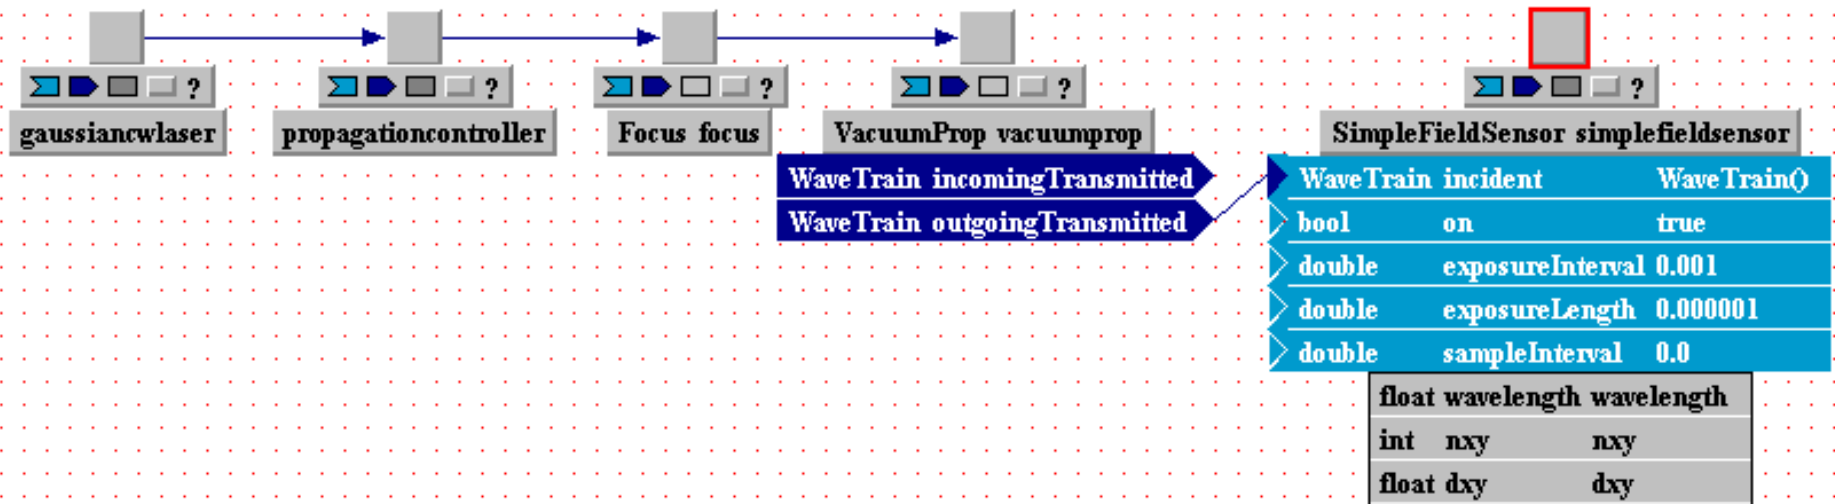 ? ? ? ? ?
gaussiancwlaser propagationcontroller Focus focus VacuumProp vacuumprop SimpleFieldSensor simplefieldsensor
WaveTrain incomingTransmitted WaveTrain incident WaveTrain()
WaveTrain outgoingTransmitted bool on true
double exposureInterval 0.001
double exposureLength 0.000001
double sampleInterval 0.0
float wavelength wavelength
int nxy nxy
float dxy dxy